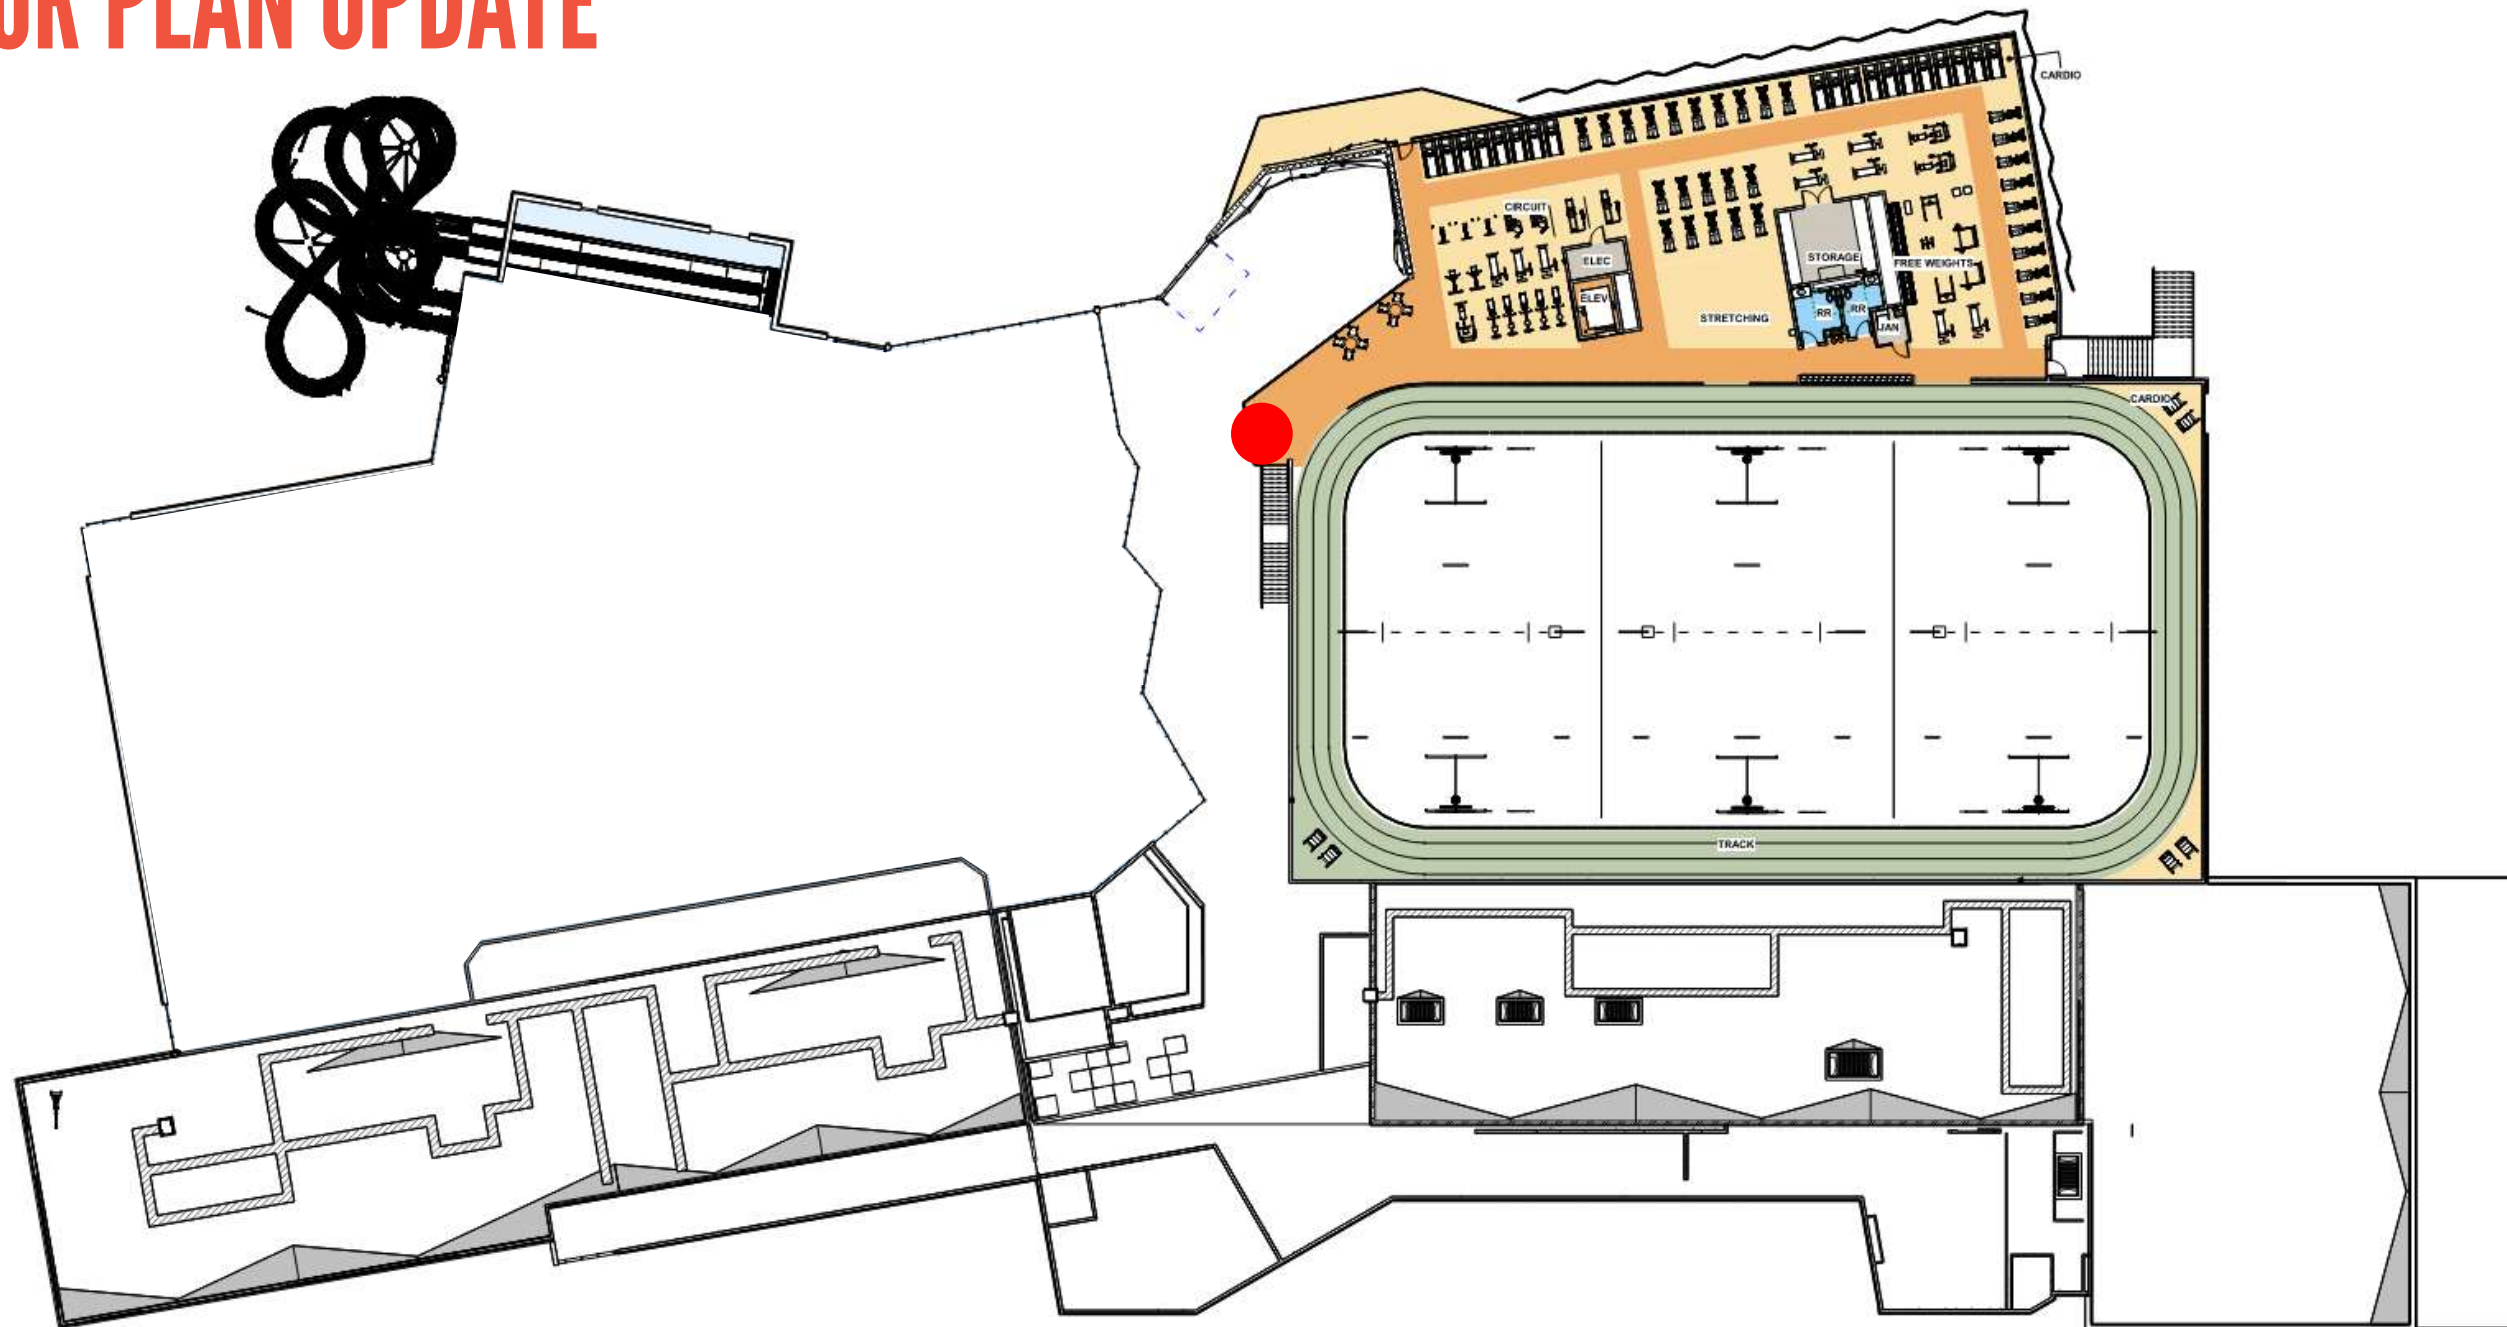 OR PLAN UPDATE
CARDIO
CIRCUIT
ELEC
STORAGE
FREE WEIGHTS
ELEV
STRETCHING
RR
RR
JAN
CARDIO
TRACK